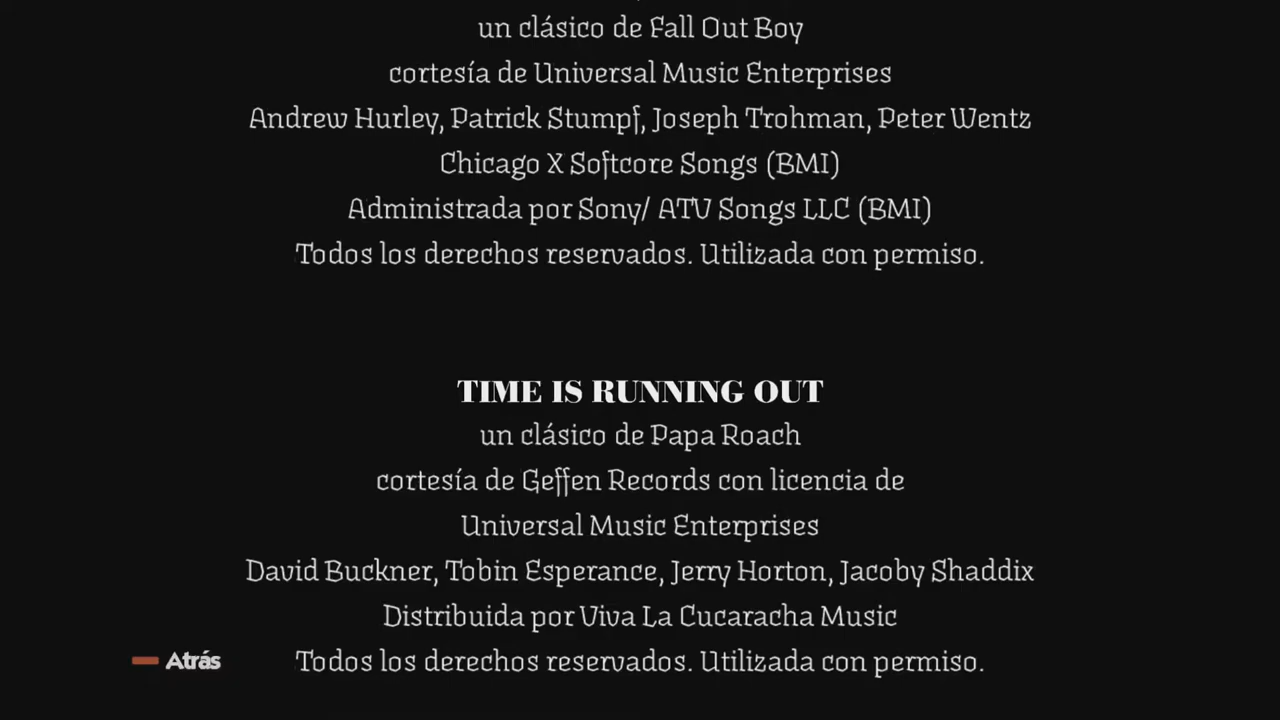 un clásico de Fall Out Boy
cortesía de Universal Music Enterprises
Andrew Hurley, Patrick Stumpf, Joseph Trohman, Peter Wentz
Chicago X Softcore Songs (BMI)
Administrada por Sony/ ATV Songs LLC (BMI)
Todos los derechos reservados. Utilizada con permiso.
TIME IS RUNNING OUT
un clásico de Papa Roach
cortesía de Geffen Records con licencia de
Universal Music Enterprises
David Buckner, Tobin Esperance, Jerry Horton, Jacoby Shaddix
Distribuida por Viva La Cucaracha Music
Todos los derechos reservados. Utilizada con permiso.
Atrás